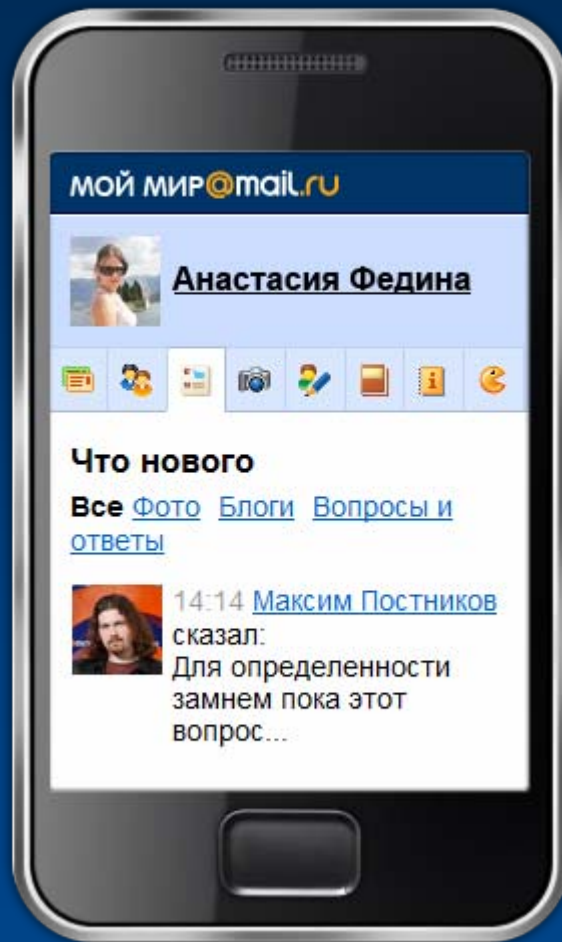 мой мир@mail.ru
Анастасия Федина
Что нового
Все Фото Блоги Вопросы и
ответы
14:14 Максим Постников
сказал:
Для определенности
замнем пока этот
вопрос...